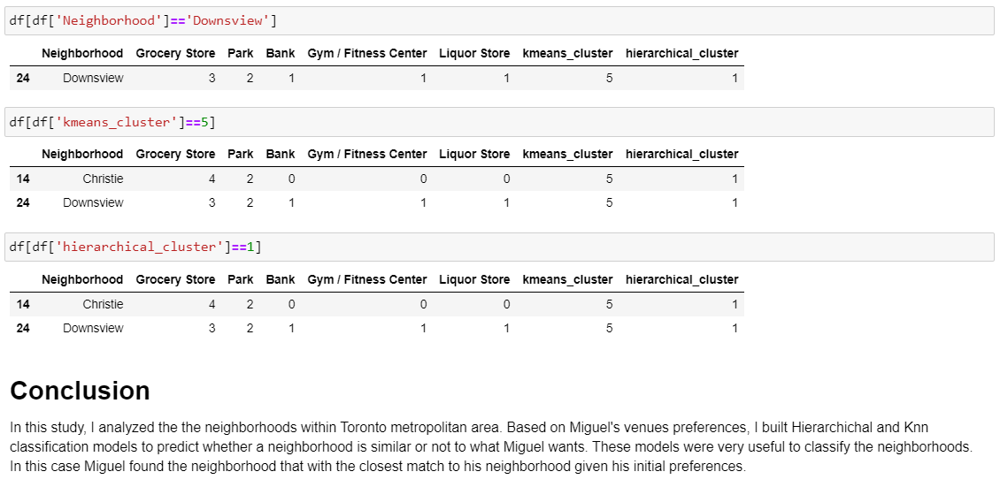 df[df['Neighborhood']=='Downsview']
Neighborhood Grocery Store Park Bank Gym / Fitness Center Liquor Store kmeans_cluster hierarchical_cluster
24 Downsview 3 2 1 1 1 5 1
df[df['kmeans_cluster']==5]
Neighborhood Grocery Store Park Bank Gym / Fitness Center Liquor Store kmeans_cluster hierarchical_cluster
14 Christie 4 2 0 0 0 5 1
24 Downsview 3 2 1 1 1 5 1
df[df['hierarchical_cluster']==1]
Neighborhood Grocery Store Park Bank Gym / Fitness Center Liquor Store kmeans_cluster hierarchical_cluster
14 Christie 4 2 0 0 0 5 1
24 Downsview 3 2 1 1 1 5 1
Conclusion
In this study, I analyzed the the neighborhoods within Toronto metropolitan area. Based on Miguel's venues preferences, I built Hierarchichal and Knn
classification models to predict whether a neighborhood is similar or not to what Miguel wants. These models were very useful to classify the neighborhoods.
In this case Miguel found the neighborhood that with the closest match to his neighborhood given his initial preferences.